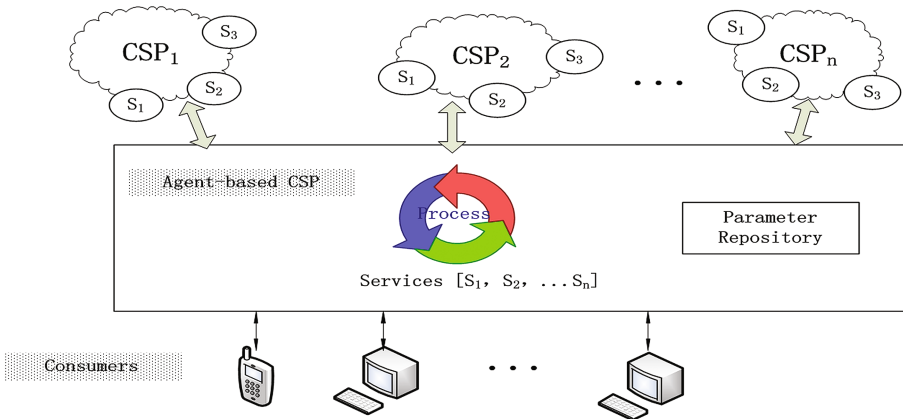 CSP₁
S₁
S₂
S₃
CSP₂
S₁
S₂
S₃
. . .
CSPₙ
S₁
S₂
S₃
Agent-based CSP
Process
Services [S₁, S₂, ...Sₙ]
Parameter
Repository
Consumers
. . .